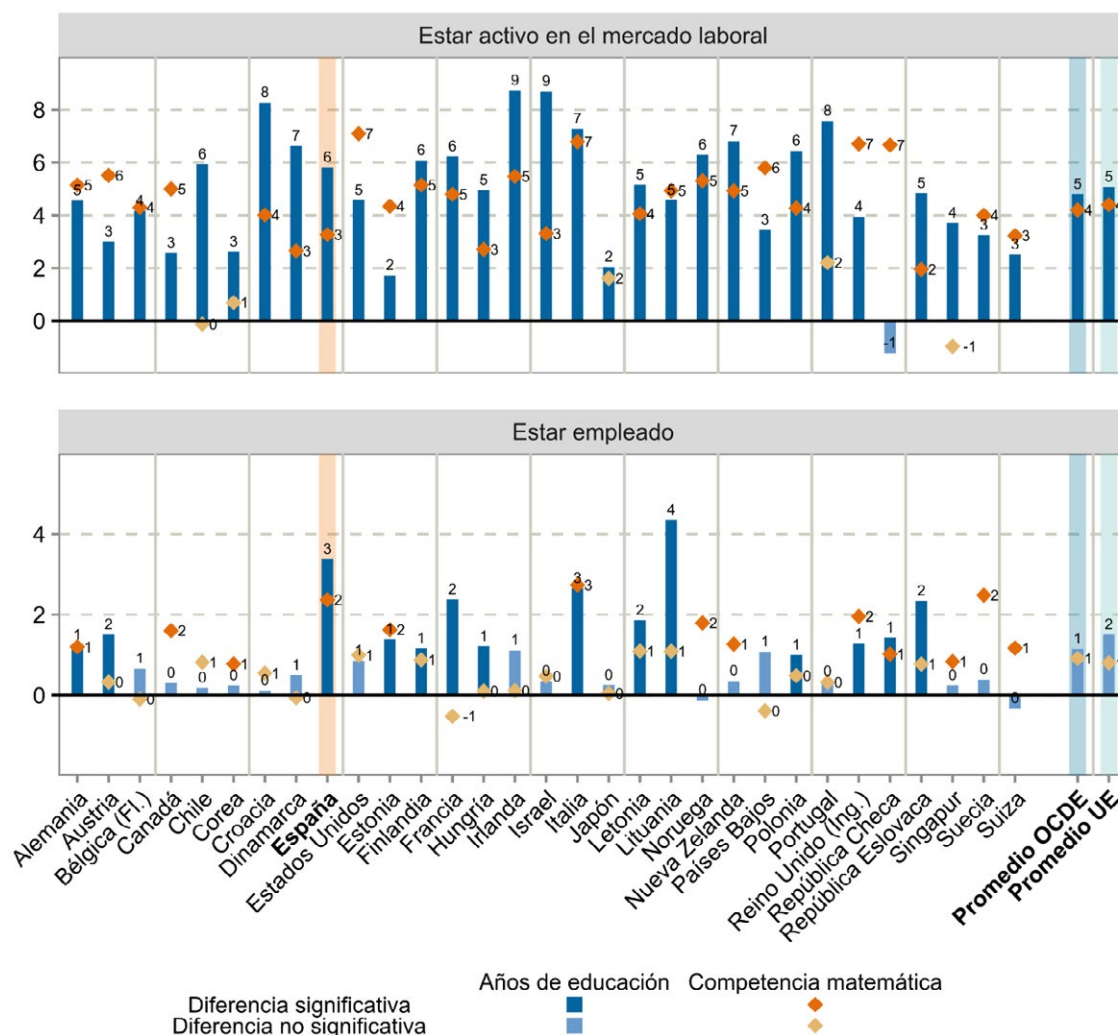 Estar activo en el mercado laboral
8
6
4
2
0
5 5
3 6
4 4
3 5
6 0
3 1
8 4
7 3
6 3
5 7
2 4
6 5
6 5
5 3
9 5
9 3
7 7
2 2
5 4
5 5
6 5
7 5
3 6
6 4
8 2
4 7
-1 7
5 2
4 -1
3 4
3 3
5 4
5 4
Estar empleado
4
2
0
1 1
2 0
1 0
0 2
0 1
0 1
0 1
1 0
3 2
1 1
1 2
1 1
2 -1
1 0
1 0
0 0
3 3
0 0
2 1
4 1
0 2
0 1
1 0
1 0
0 0
1 2
1 1
2 1
0 1
0 2
0 1
1 1
2 0
Alemania
Austria
Bélgica (Fl.)
Canadá
Chile
Corea
Croacia
Dinamarca
España
Estados Unidos
Estonia
Finlandia
Francia
Hungría
Irlanda
Israel
Italia
Japón
Letonia
Lituania
Noruega
Nueva Zelanda
Países Bajos
Polonia
Portugal
Reino Unido (Ing.)
República Checa
República Eslovaca
Singapur
Suecia
Suiza
Promedio OCDE
Promedio UE
Años de educación Competencia matemática
Diferencia significativa
Diferencia no significativa